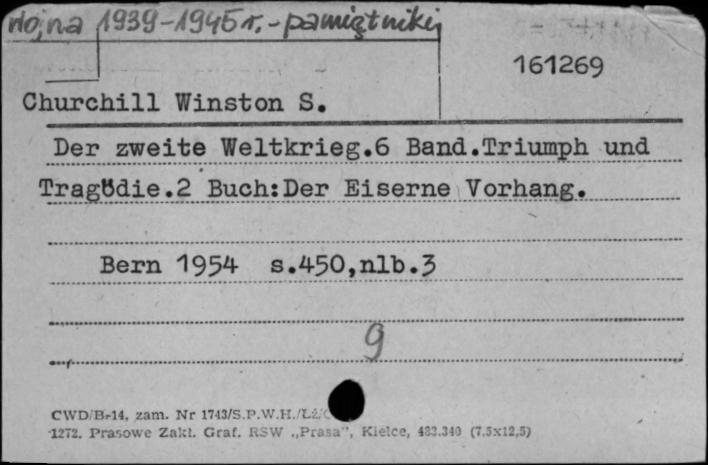 Wojna 1939-1945 r. - pamiętniki
161269
Churchill Winston S.
Der zweite Weltkrieg.6 Band.Triumph und
Tragödie.2 Buch:Der Eiserne Vorhang.
Bern 1954 s.450,nlb.3
9
CWD/B-14, zam. Nr 1743/S.P.W.H./Łź/
1272. Prasowe Zakł. Graf. RSW „Prasa”, Kielce, 483.340 (7,5x12,5)